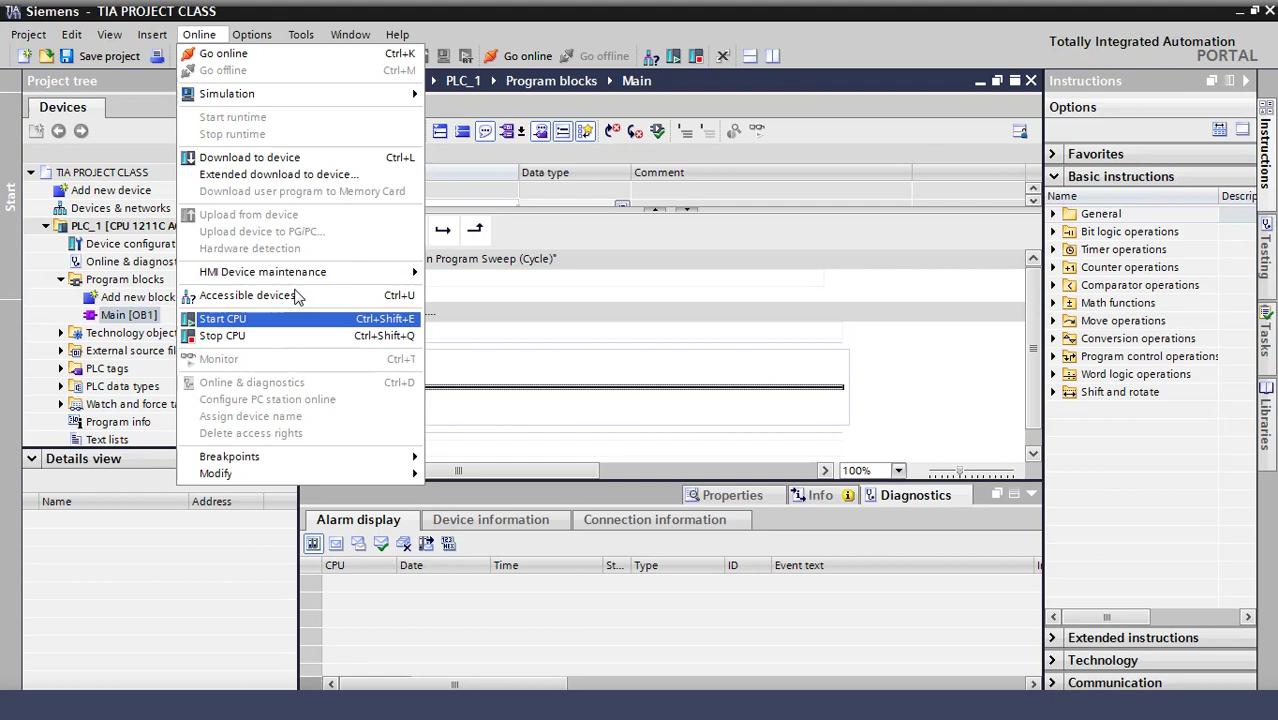 Siemens - TIA PROJECT CLASS
Project Edit View Insert Online Options Tools Window Help
Totally Integrated Automation
PORTAL
Save project
Go online Go offline
Project tree
PLC_1 Program blocks Main
Instructions
Devices
Options
Start
Go online Ctrl+K
Go offline Ctrl+M
Simulation
Start runtime
Stop runtime
Download to device Ctrl+L
Extended download to device...
Download user program to Memory Card
Upload from device
Upload device to PG/PC...
Hardware detection
HMI Device maintenance
Accessible devices Ctrl+U
Start CPU Ctrl+Shift+E
Stop CPU Ctrl+Shift+Q
Monitor Ctrl+T
Online & diagnostics Ctrl+D
Configure PC station online
Assign device name
Delete access rights
Breakpoints
Modify
TIA PROJECT CLASS
Add new device
Devices & networks
PLC_1 [CPU 1211C A
Device configurat
Online & diagnos
Program blocks
Add new block
Main [OB1]
Technology objec
External source fil
PLC tags
PLC data types
Watch and force ta
Program info
Text lists
Details view
Name Address
Data type Comment
n Program Sweep (Cycle)"
....
100%
Properties Info Diagnostics
Alarm display Device information Connection information
CPU Date Time St... Type ID Event text
Favorites
Basic instructions
Name Descrip
General
Bit logic operations
Timer operations
Counter operations
Comparator operations
Math functions
Move operations
Conversion operations
Program control operations
Word logic operations
Shift and rotate
Extended instructions
Technology
Communication
Instructions
Testing
Tasks
Libraries